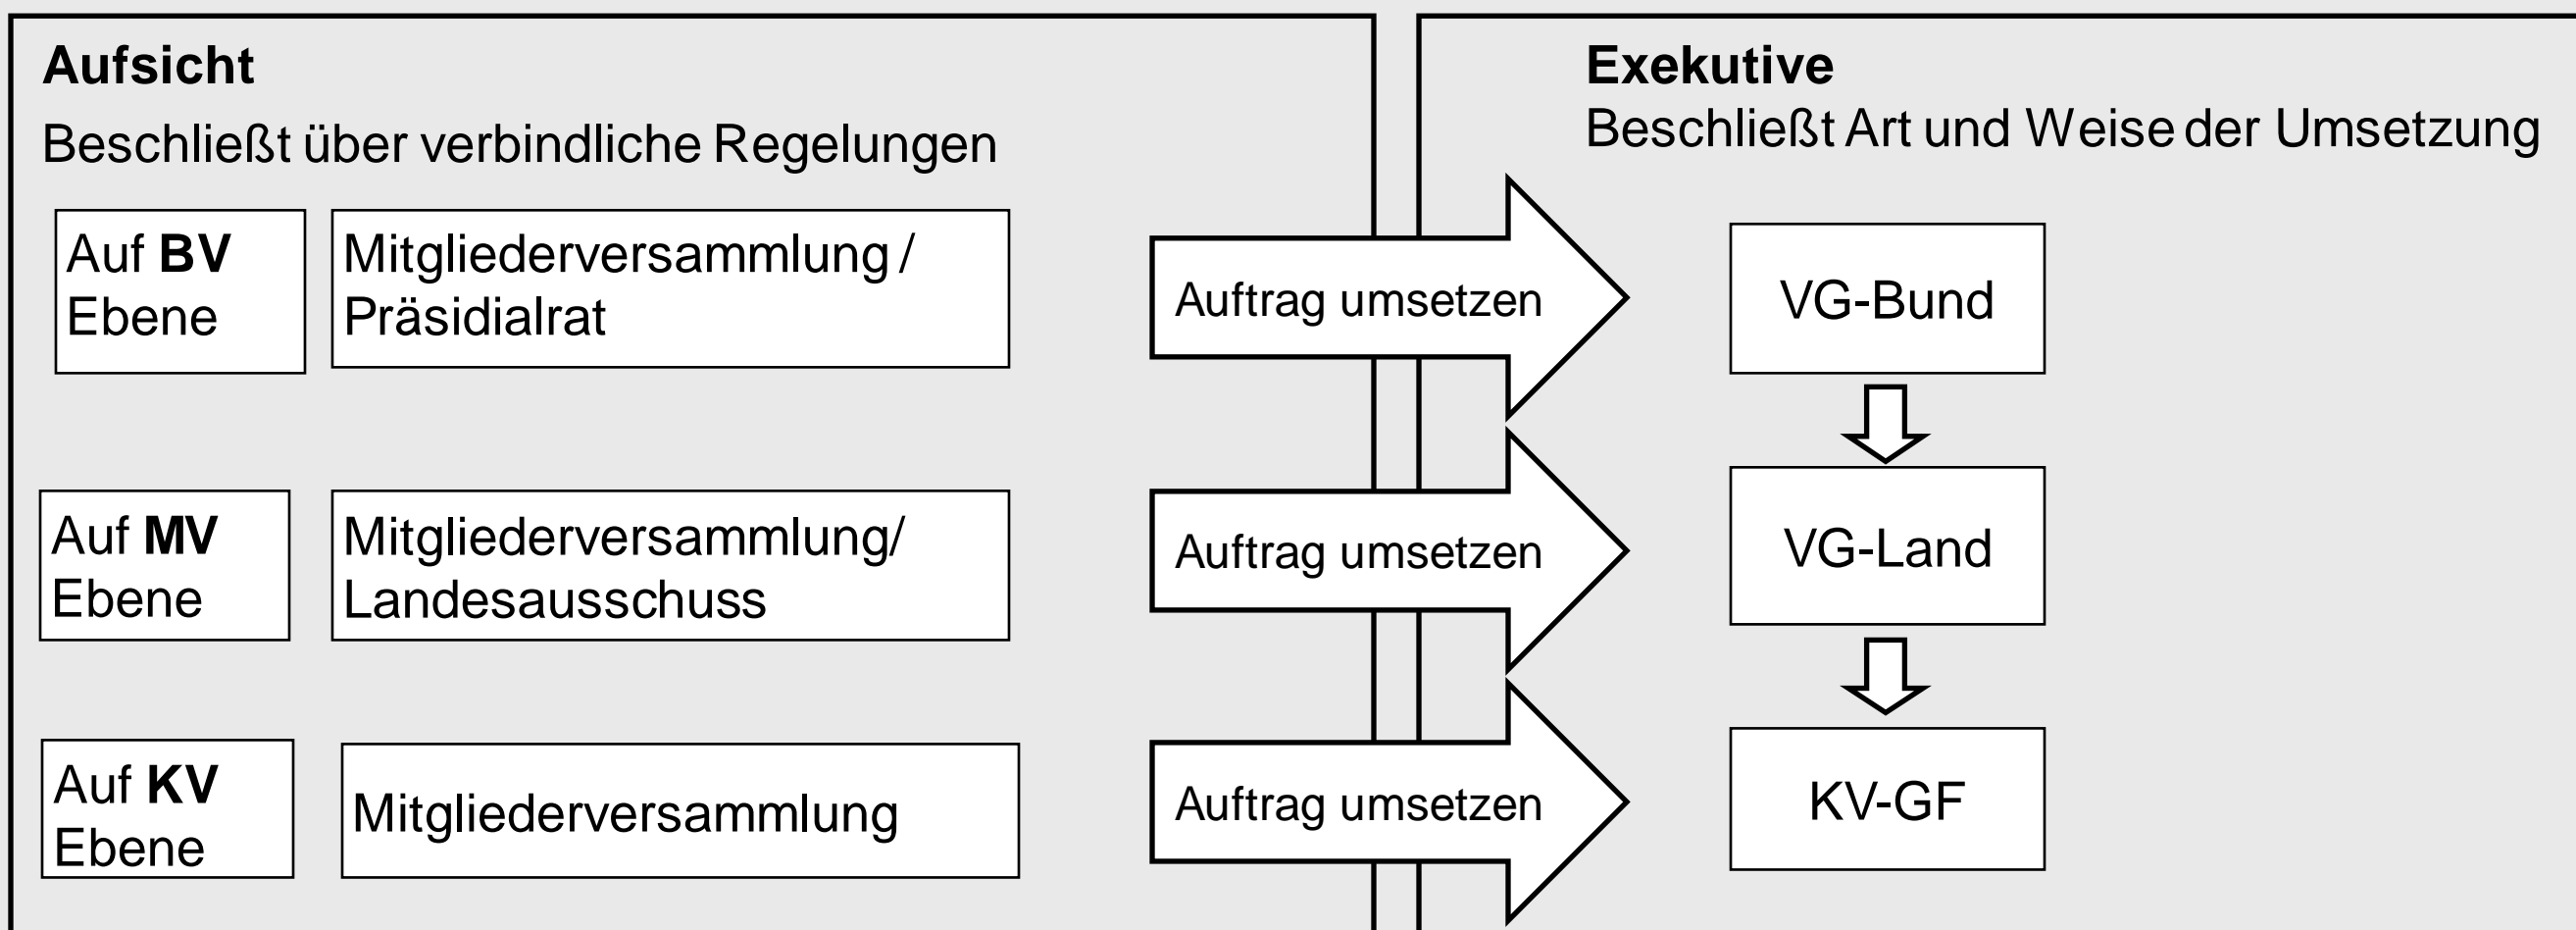 Aufsicht
Beschließt über verbindliche Regelungen
Auf BV
Ebene
Mitgliederversammlung /
Präsidialrat
Auf MV
Ebene
Mitgliederversammlung/
Landesausschuss
Auf KV
Ebene
Mitgliederversammlung
Auftrag umsetzen
Auftrag umsetzen
Auftrag umsetzen
Exekutive
Beschließt Art und Weise der Umsetzung
VG-Bund
VG-Land
KV-GF